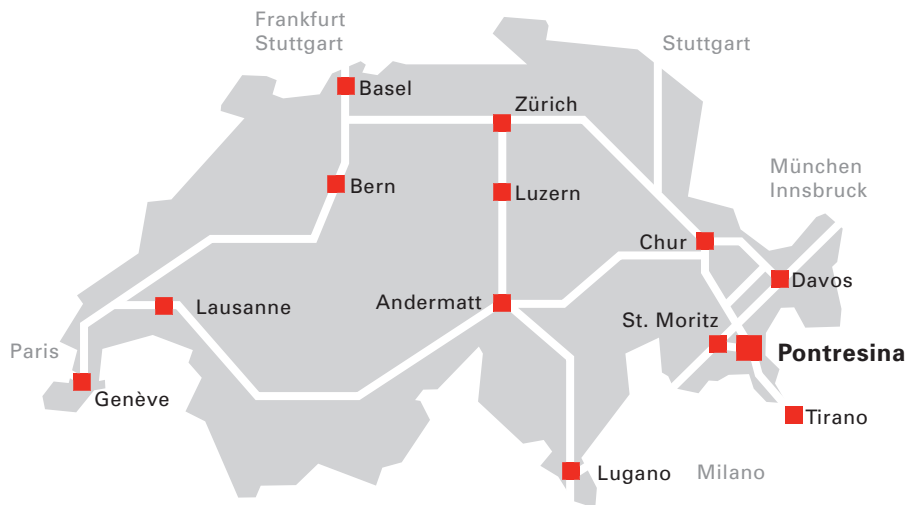 Frankfurt
Stuttgart
Stuttgart
Basel
Zürich
München
Innsbruck
Bern
Luzern
Chur
Davos
Lausanne
Andermatt
St. Moritz
Paris
Pontresina
Genève
Tirano
Lugano
Milano